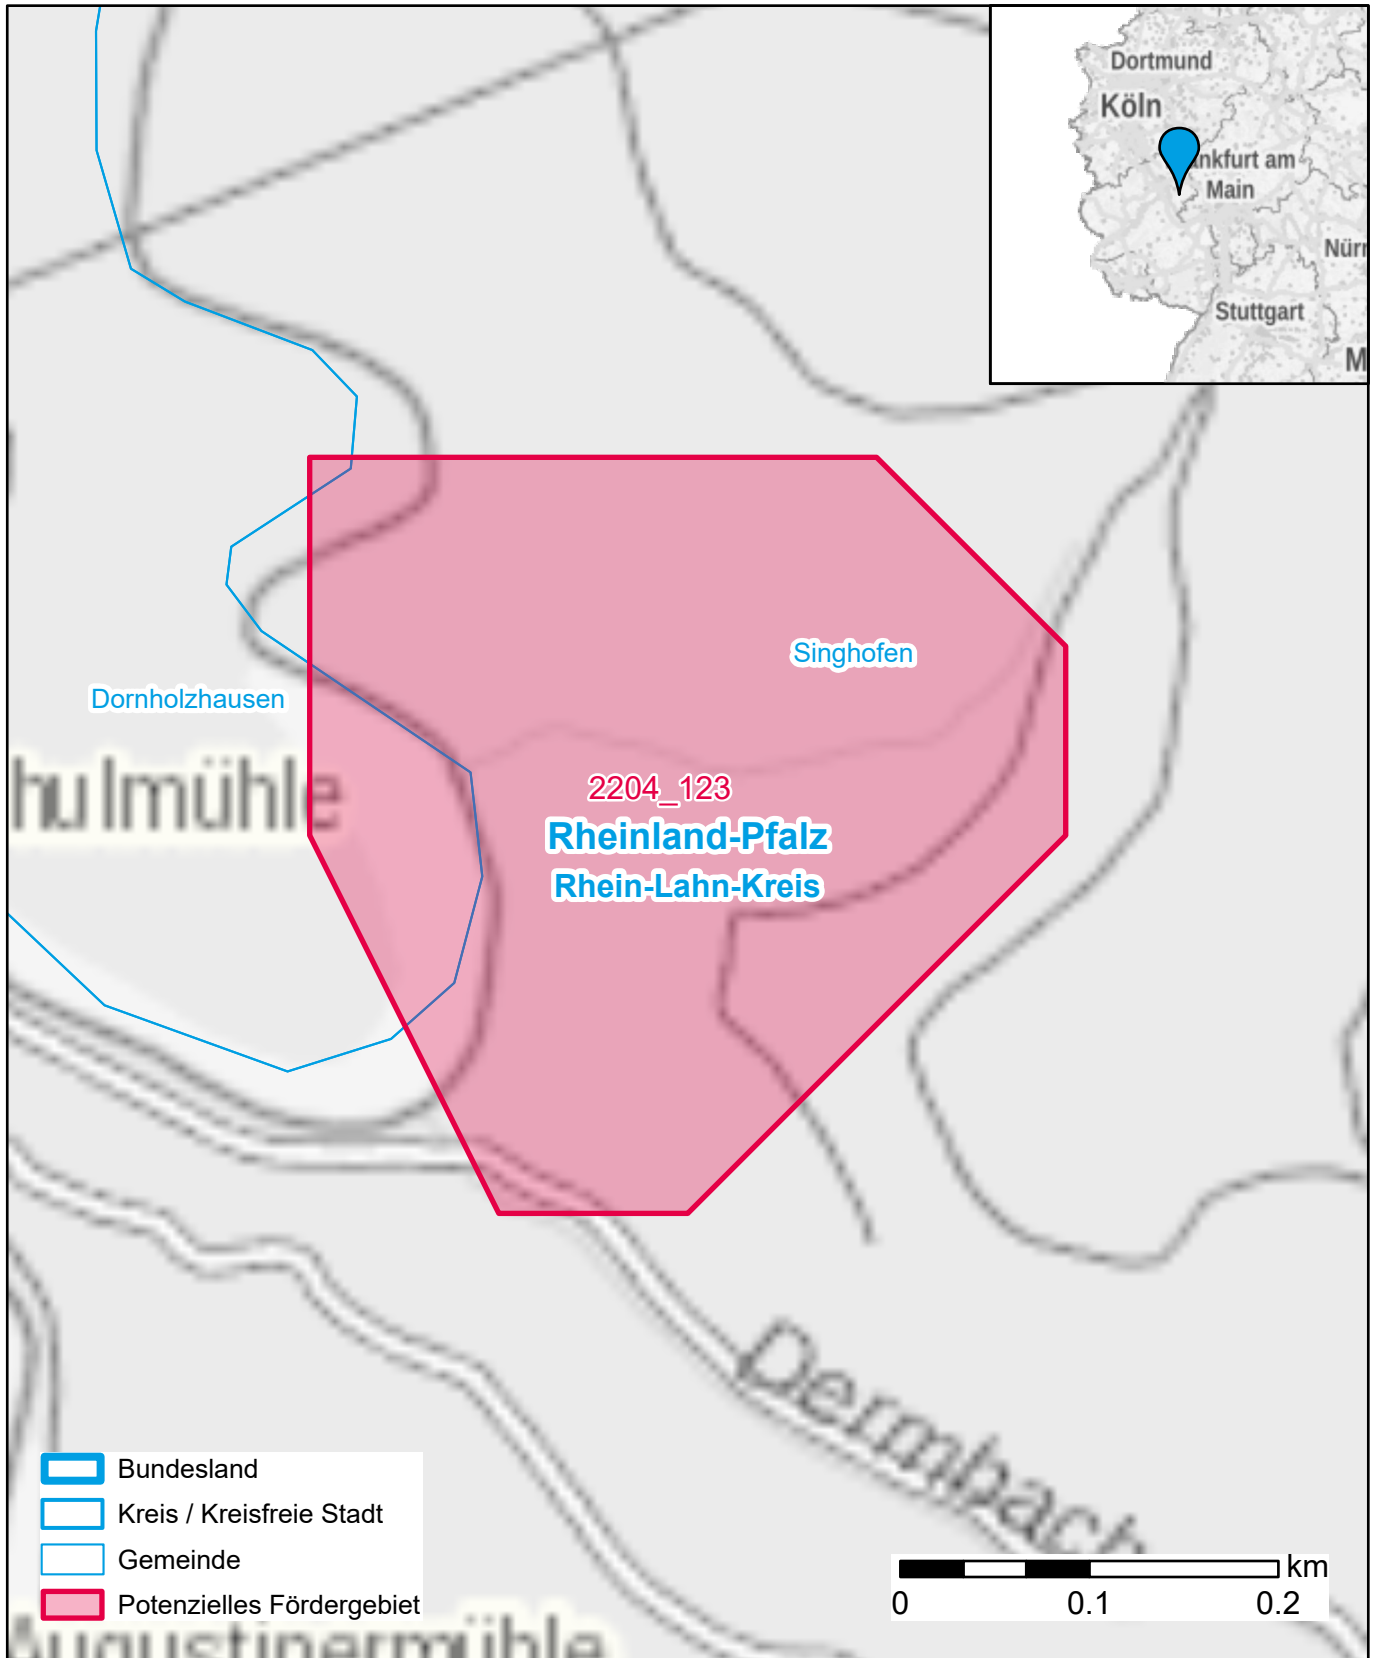 Dortmund
Köln
nkfurt am
Main
Nürn
Stuttgart
M
Singhofen
Dornholzhausen
hulmühle
2204_123
Rheinland-Pfalz
Rhein-Lahn-Kreis
Dermbach
Bundesland
Kreis / Kreisfreie Stadt
Gemeinde
Potenzielles Fördergebiet
km
0 0.1 0.2
Augustinermühle